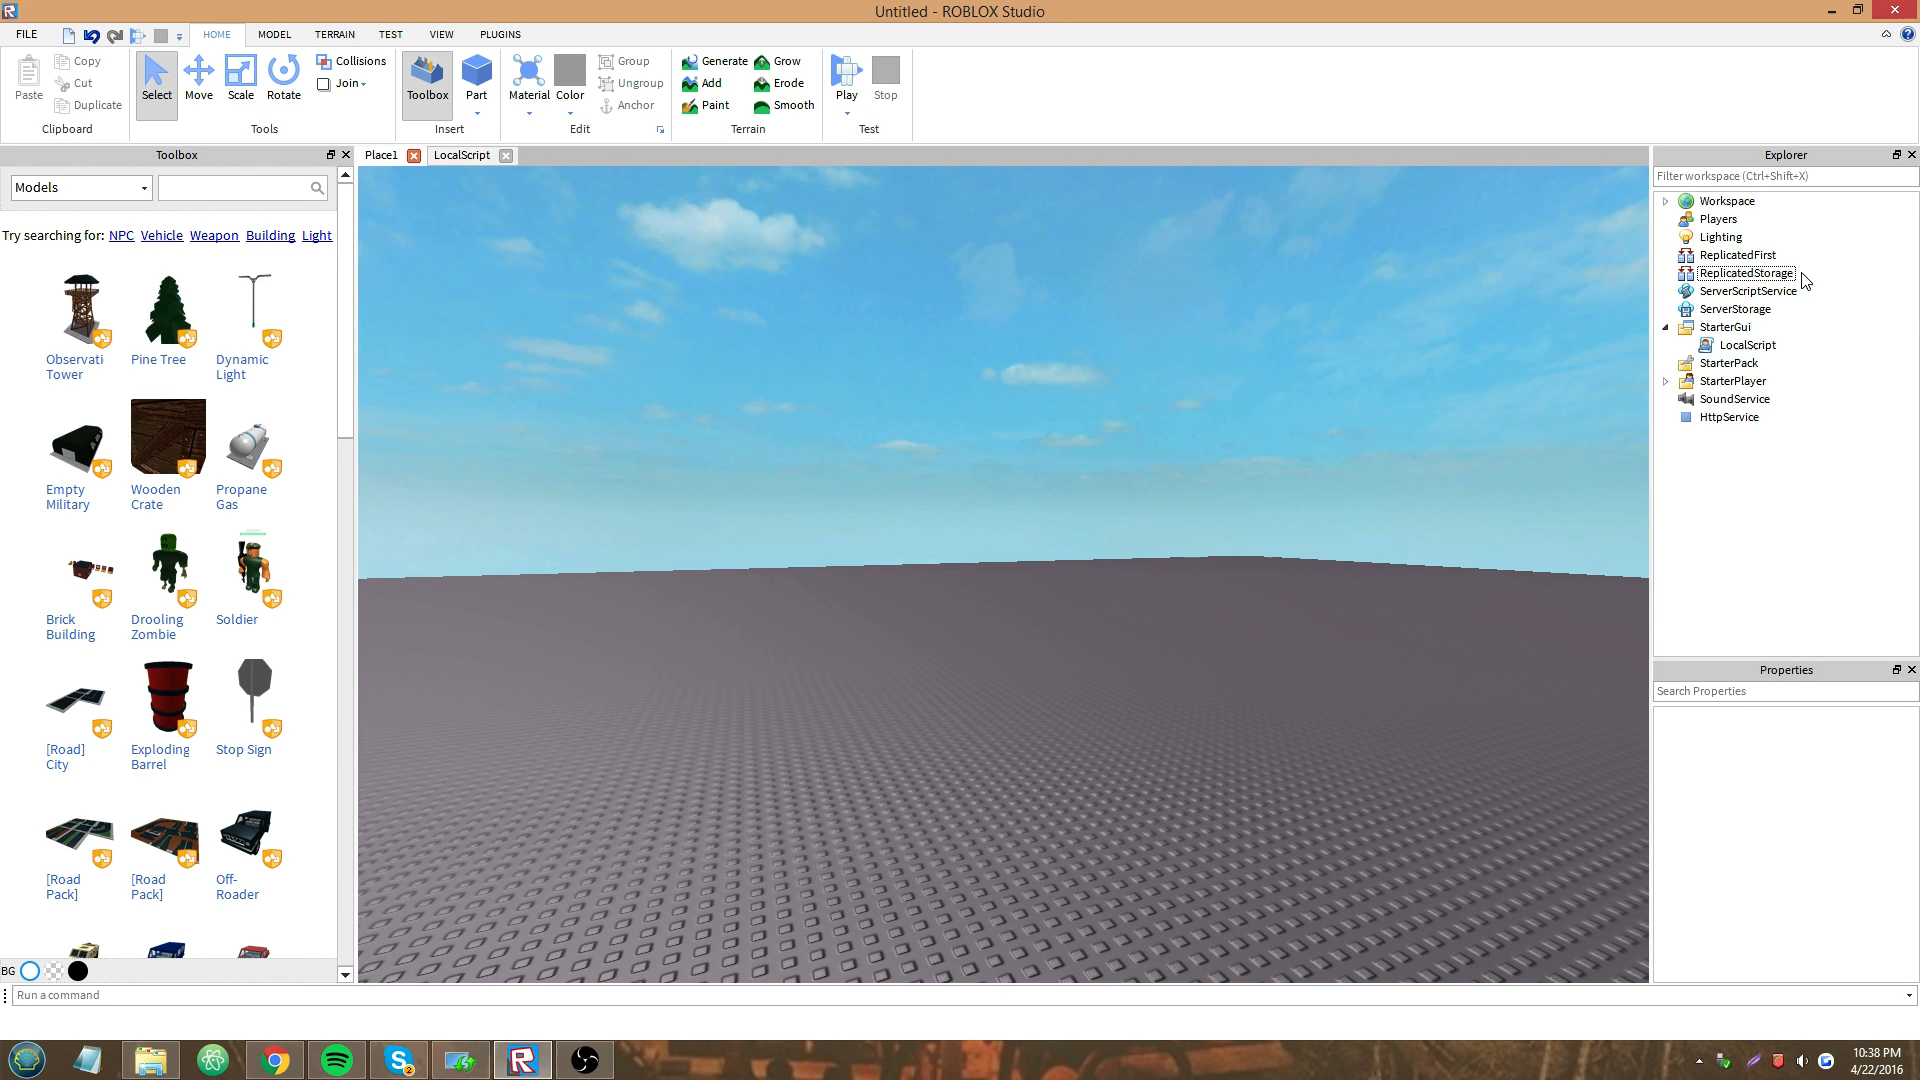 Untitled - ROBLOX Studio
FILE
HOME
MODEL
TERRAIN
TEST
VIEW
PLUGINS
Paste
Copy
Cut
Duplicate
Clipboard
Select
Move
Scale
Rotate
Collisions
Join
Tools
Toolbox
Part
Insert
Material
Color
Group
Ungroup
Anchor
Edit
Generate
Grow
Add
Erode
Paint
Smooth
Terrain
Play
Stop
Test
Toolbox
Models
Try searching for: NPC Vehicle Weapon Building Light
Observati
Tower
Pine Tree
Dynamic
Light
Empty
Military
Wooden
Crate
Propane
Gas
Brick
Building
Drooling
Zombie
Soldier
[Road]
City
Exploding
Barrel
Stop Sign
[Road
Pack]
[Road
Pack]
Off-
Roader
BG
Place1
LocalScript
Explorer
Filter workspace (Ctrl+Shift+X)
Workspace
Players
Lighting
ReplicatedFirst
ReplicatedStorage
ServerScriptService
ServerStorage
StarterGui
LocalScript
StarterPack
StarterPlayer
SoundService
HttpService
Properties
Search Properties
Run a command
2
10:38 PM
4/22/2016